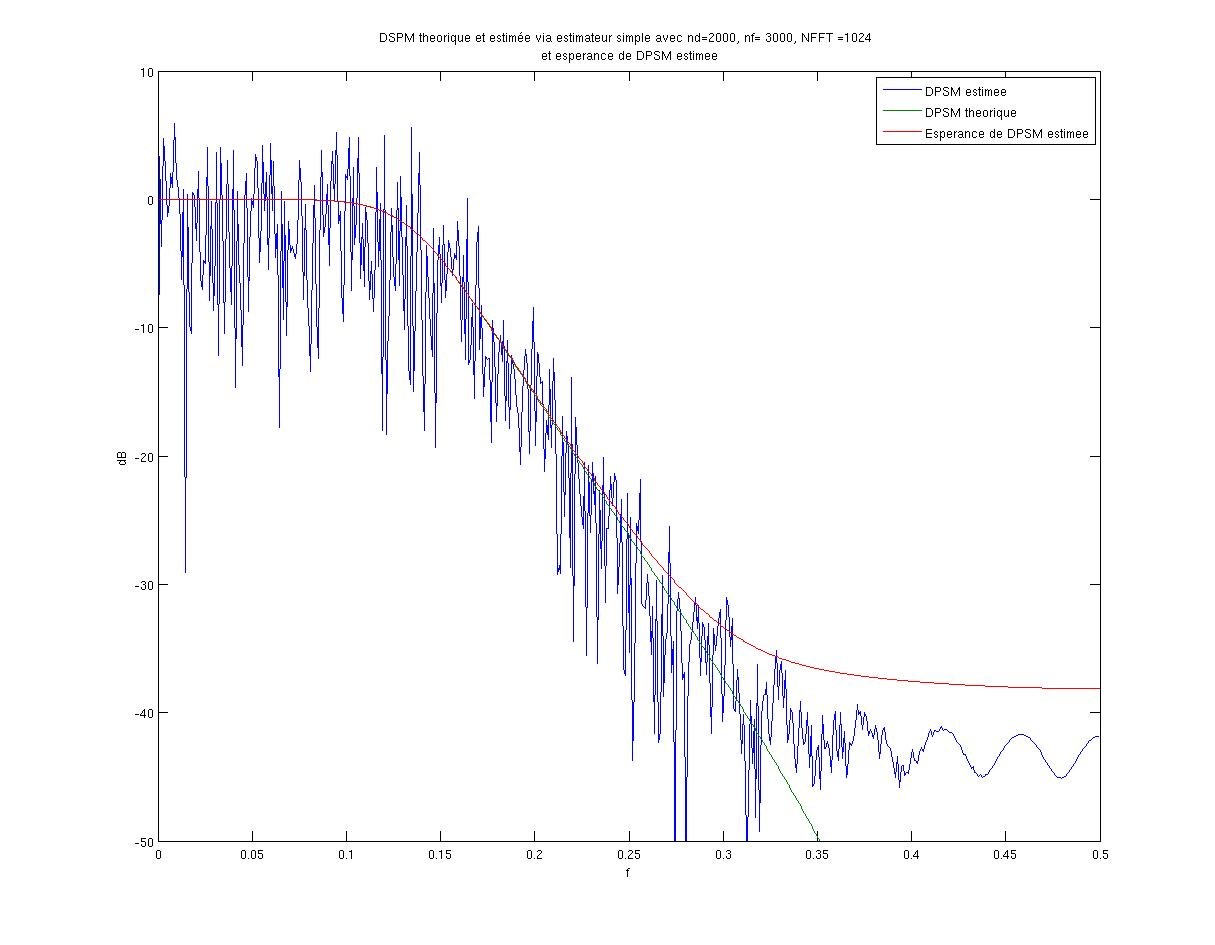 DSPM theorique et estimée via estimateur simple avec nd=2000, nf= 3000, NFFT =1024
et esperance de DPSM estimee
DPSM estimee
DPSM theorique
Esperance de DPSM estimee
10
0
-10
-20
-30
-40
-50
dB
0 0.05 0.1 0.15 0.2 0.25 0.3 0.35 0.4 0.45 0.5
f